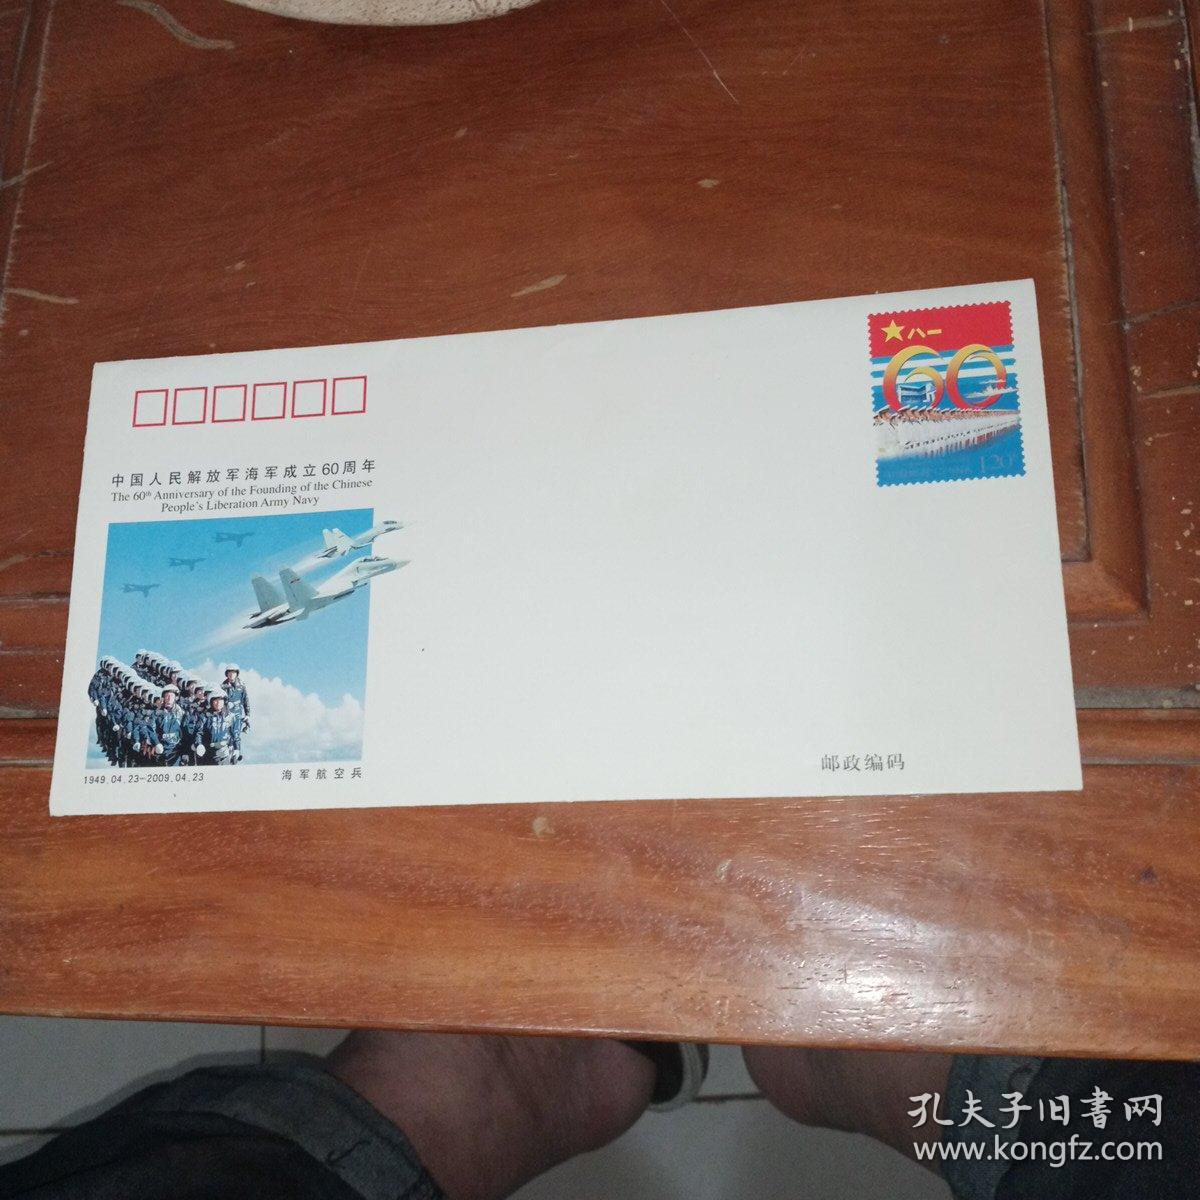 八一
60
120
中国人民解放军海军成立60周年
The 60th Anniversary of the Founding of the Chinese
People's Liberation Army Navy
1949.04.23-2009.04.23
海军航空兵
邮政编码
孔夫子旧書网
www.kongfz.com